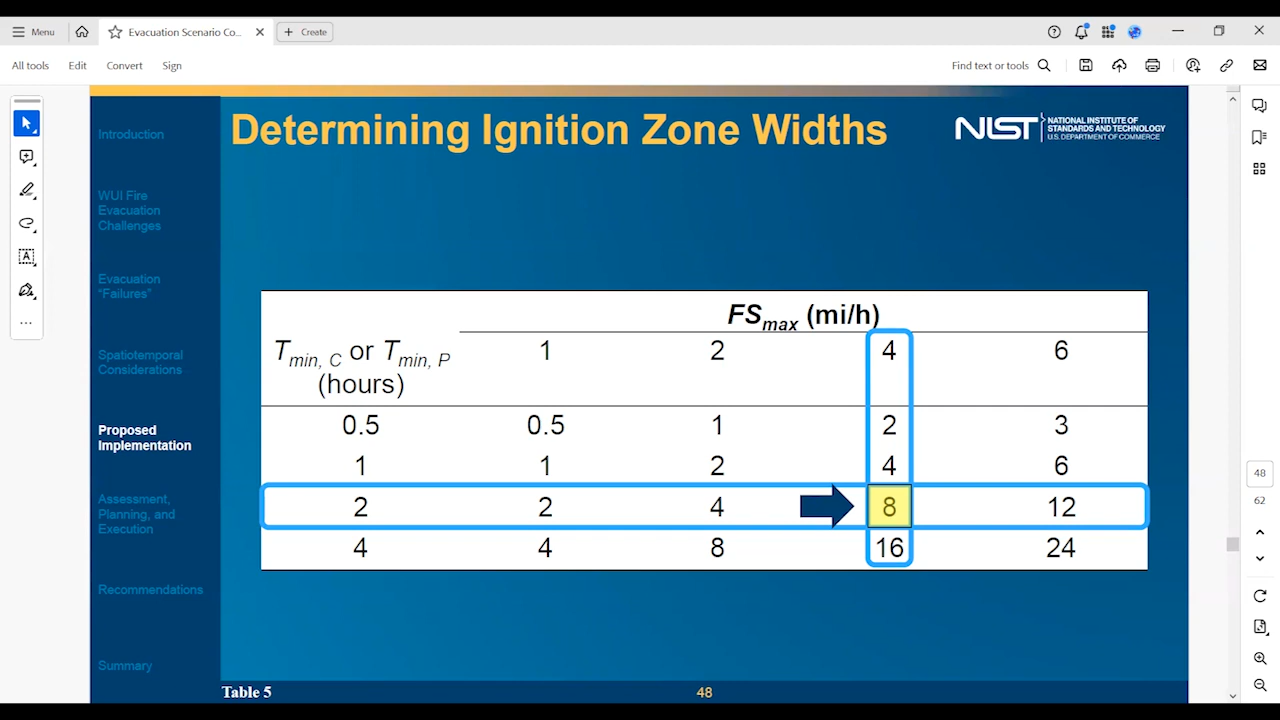 Menu
Evacuation Scenario Co...
Create
All tools Edit Convert Sign
Find text or tools
Determining Ignition Zone Widths
NIST NATIONAL INSTITUTE OF
STANDARDS AND TECHNOLOGY
U.S. DEPARTMENT OF COMMERCE
Introduction
WUI Fire
Evacuation
Challenges
Evacuation
“Failures”
Spatiotemporal
Considerations
Proposed
Implementation
Assessment,
Planning, and
Execution
Recommendations
Summary
FSmax (mi/h)
Tmin, C or Tmin, P
(hours)
1 2 4 6
0.5 0.5 1 2 3
1 1 2 4 6
2 2 4 8 12
4 4 8 16 24
Table 5
48
48
62